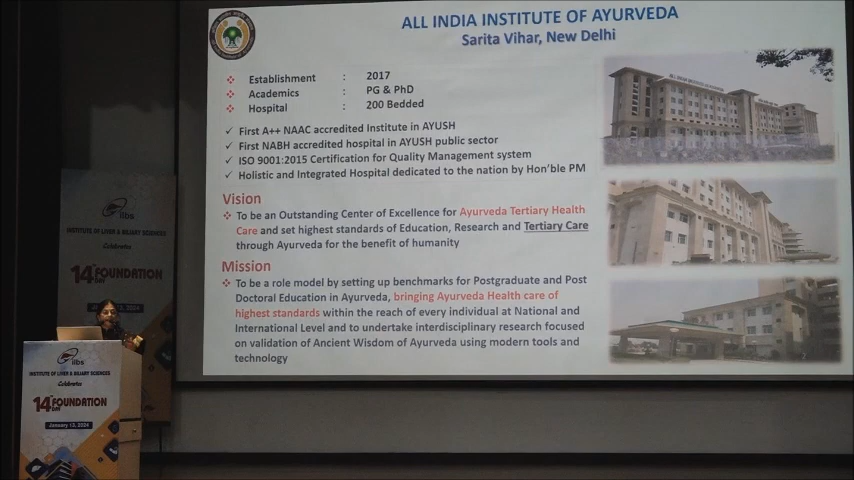 ALL INDIA INSTITUTE OF AYURVEDA
Sarita Vihar, New Delhi
Establishment : 2017
Academics : PG & PhD
Hospital : 200 Bedded
✓ First A++ NAAC accredited Institute in AYUSH
✓ First NABH accredited hospital in AYUSH public sector
✓ ISO 9001:2015 Certification for Quality Management system
✓ Holistic and Integrated Hospital dedicated to the nation by Hon'ble PM
Vision
To be an Outstanding Center of Excellence for Ayurveda Tertiary Health
Care and set highest standards of Education, Research and Tertiary Care
through Ayurveda for the benefit of humanity
Mission
To be a role model by setting up benchmarks for Postgraduate and Post
Doctoral Education in Ayurveda, bringing Ayurveda Health care of
highest standards within the reach of every individual at National and
International Level and to undertake interdisciplinary research focused
on validation of Ancient Wisdom of Ayurveda using modern tools and
technology
ilbs
INSTITUTE OF LIVER & BILIARY SCIENCES
Celebrates
14th FOUNDATION
DAY
January 13, 2024
ilbs
INSTITUTE OF LIVER & BILIARY SCIENCES
Celebrates
14th FOUNDATION
DAY
January 13, 2024